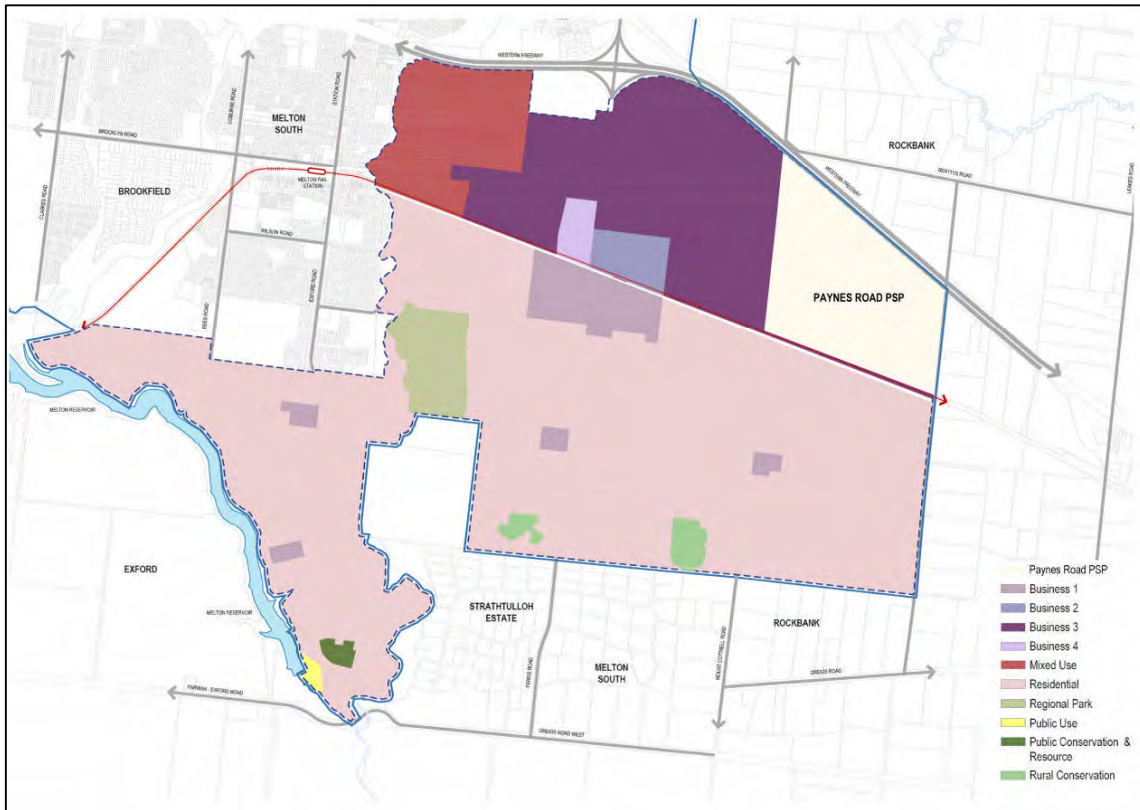 WESTERN FREEWAY
STATION ROAD
COBURNS ROAD
MELTON
SOUTH
BROOKLYN ROAD
ROCKBANK
BEATTYS ROAD
WESTERN FREEWAY
LEAKES ROAD
CLARKES ROAD
BROOKFIELD
MELTON RAIL
STATION
WILSON ROAD
EXFORD ROAD
REES ROAD
PAYNES ROAD PSP
MELTON RESERVOIR
EXFORD
MELTON RESERVOIR
STRATHTULLOH
ESTATE
FERRIS ROAD
MELTON
SOUTH
MOUNT COTTRELL ROAD
ROCKBANK
GREIGS ROAD
PARWAN - EXFORD ROAD
GREIGS ROAD WEST
Paynes Road PSP
Business 1
Business 2
Business 3
Business 4
Mixed Use
Residential
Regional Park
Public Use
Public Conservation &
Resource
Rural Conservation